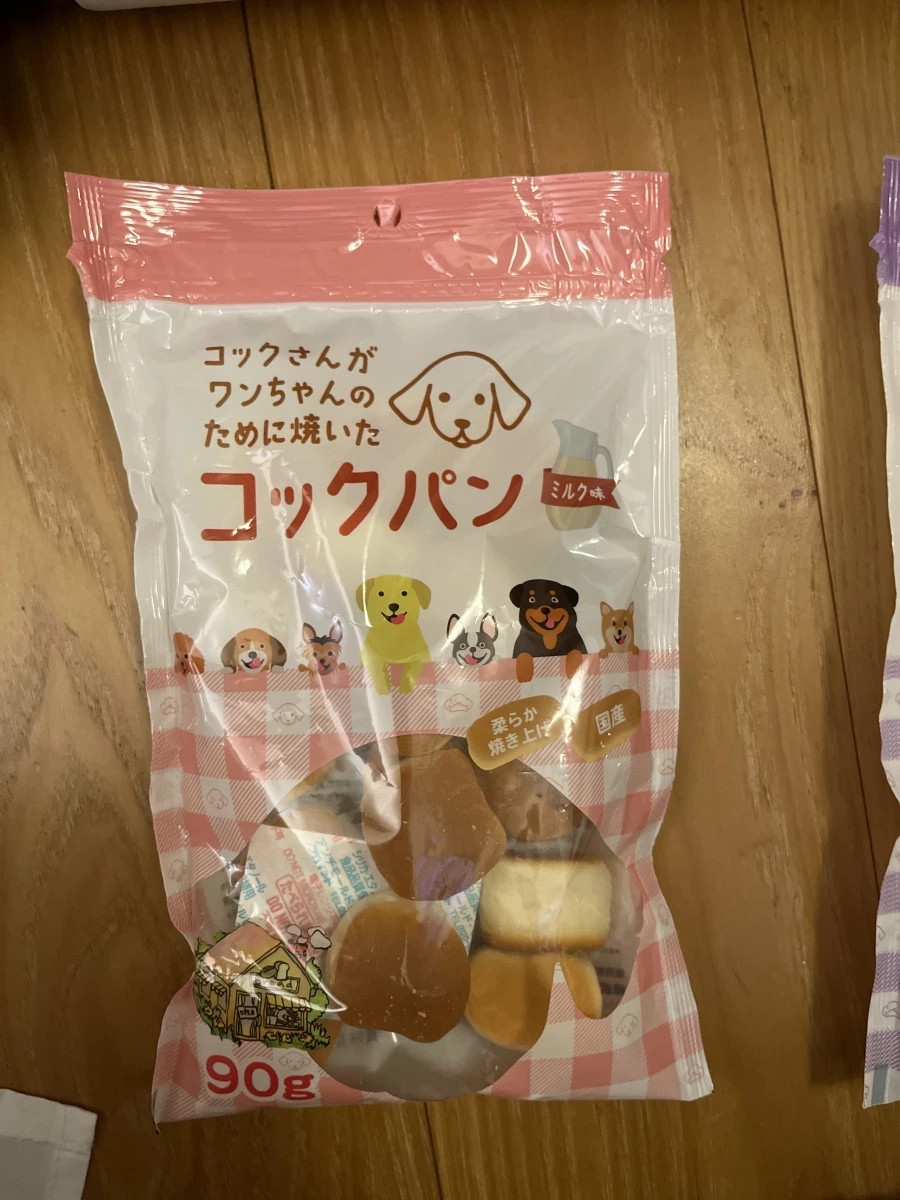 コックさんが
ワンちゃんの
ために焼いた
コックパン
ミルク味
柔らか
焼き上げ
国産
90g